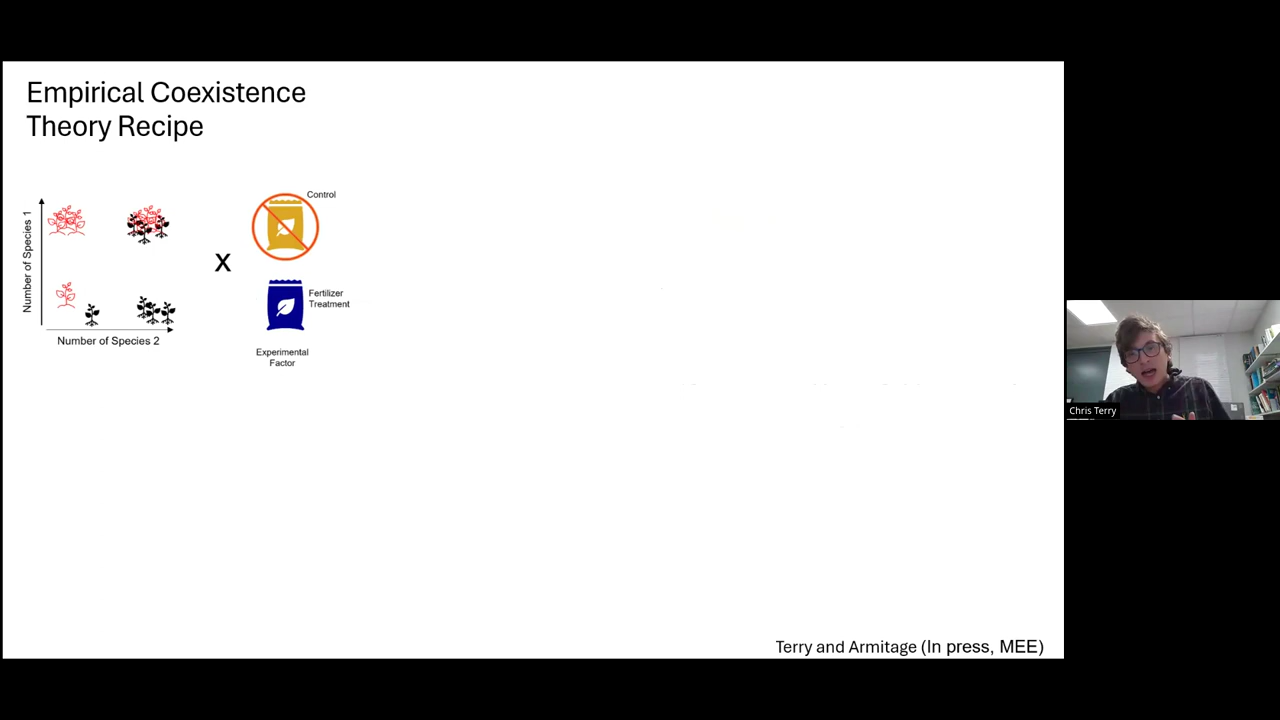 Empirical Coexistence
Theory Recipe
Number of Species 1
Number of Species 2
X
Control
Fertilizer
Treatment
Experimental
Factor
Chris Terry
Terry and Armitage (In press, MEE)